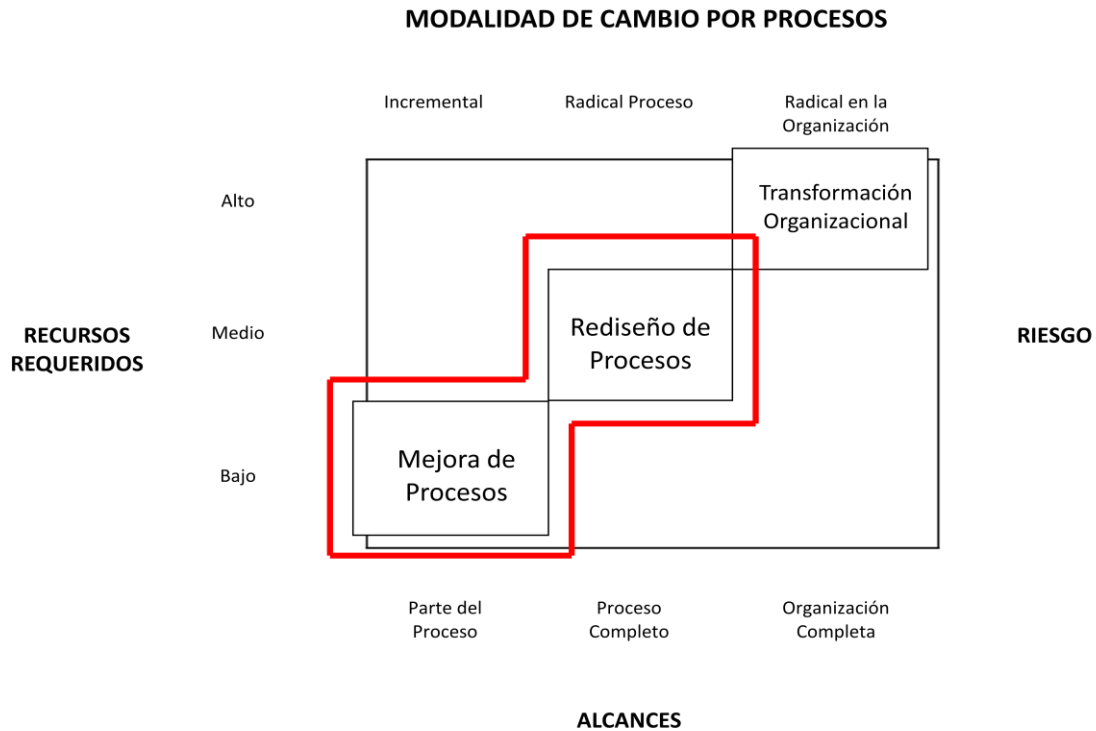 MODALIDAD DE CAMBIO POR PROCESOS
Incremental
Radical Proceso
Radical en la
Organización
Alto
Transformación
Organizacional
RECURSOS
REQUERIDOS
Medio
Rediseño de
Procesos
RIESGO
Bajo
Mejora de
Procesos
Parte del
Proceso
Proceso
Completo
Organización
Completa
ALCANCES